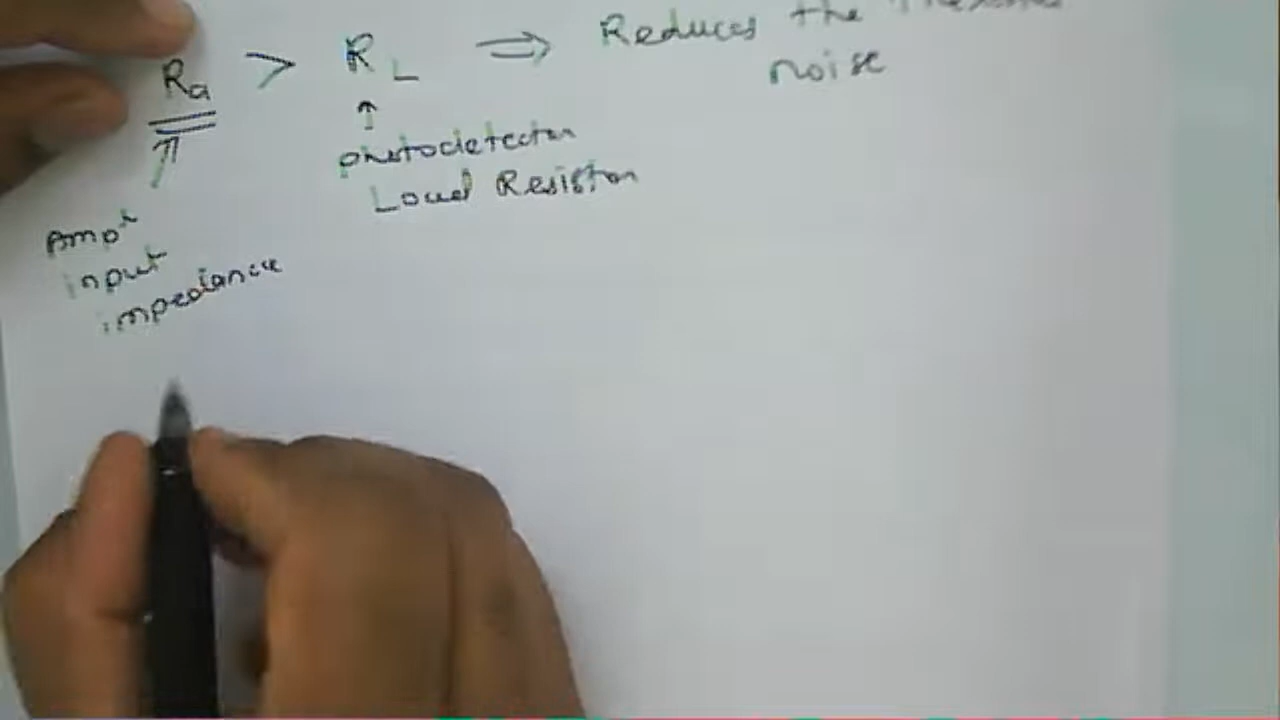 Ra > RL ⇒ Reduces the
noise
↑
photodetector
Load Resistor
Ampr
input
impedance